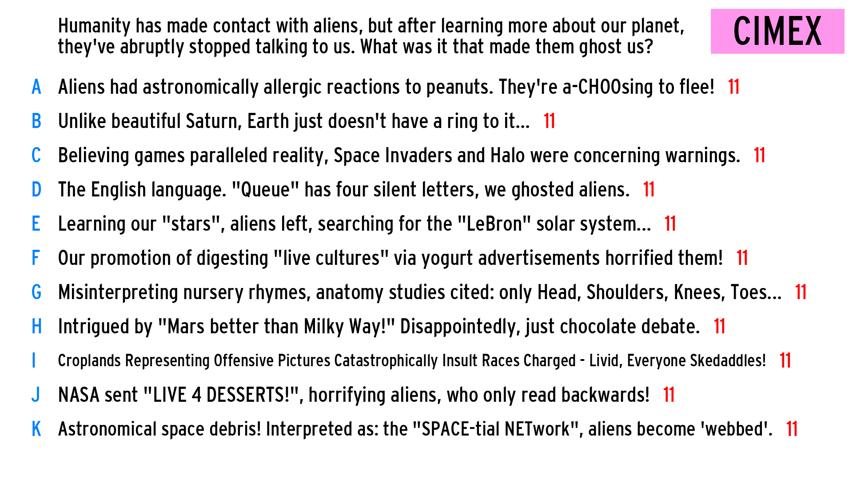 Humanity has made contact with aliens, but after learning more about our planet,
they've abruptly stopped talking to us. What was it that made them ghost us?
CIMEX
A Aliens had astronomically allergic reactions to peanuts. They're a-CHOOsing to flee! 11
B Unlike beautiful Saturn, Earth just doesn't have a ring to it... 11
C Believing games paralleled reality, Space Invaders and Halo were concerning warnings. 11
D The English language. "Queue" has four silent letters, we ghosted aliens. 11
E Learning our "stars", aliens left, searching for the "LeBron" solar system... 11
F Our promotion of digesting "live cultures" via yogurt advertisements horrified them! 11
G Misinterpreting nursery rhymes, anatomy studies cited: only Head, Shoulders, Knees, Toes... 11
H Intrigued by "Mars better than Milky Way!" Disappointedly, just chocolate debate. 11
I Croplands Representing Offensive Pictures Catastrophically Insult Races Charged - Livid, Everyone Skedaddles! 11
J NASA sent "LIVE 4 DESSERTS!", horrifying aliens, who only read backwards! 11
K Astronomical space debris! Interpreted as: the "SPACE-tial NETwork", aliens become 'webbed'. 11